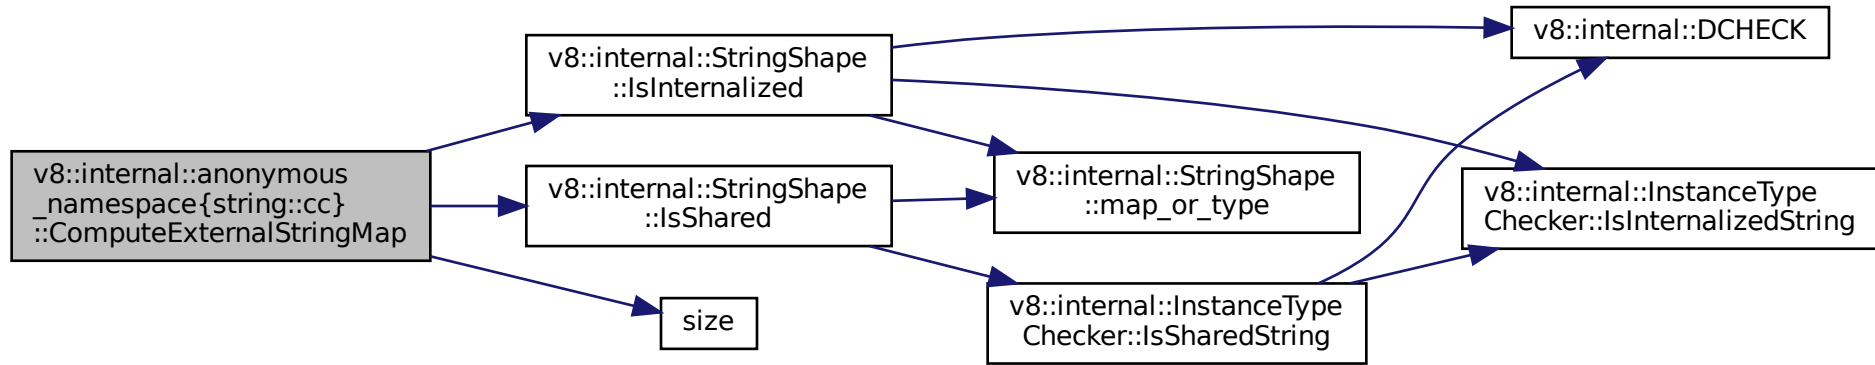 v8::internal::anonymous
_namespace{string::cc}
::ComputeExternalStringMap
v8::internal::StringShape
::IsInternalized
v8::internal::StringShape
::IsShared
size
v8::internal::DCHECK
v8::internal::StringShape
::map_or_type
v8::internal::InstanceType
Checker::IsInternalizedString
v8::internal::InstanceType
Checker::IsSharedString